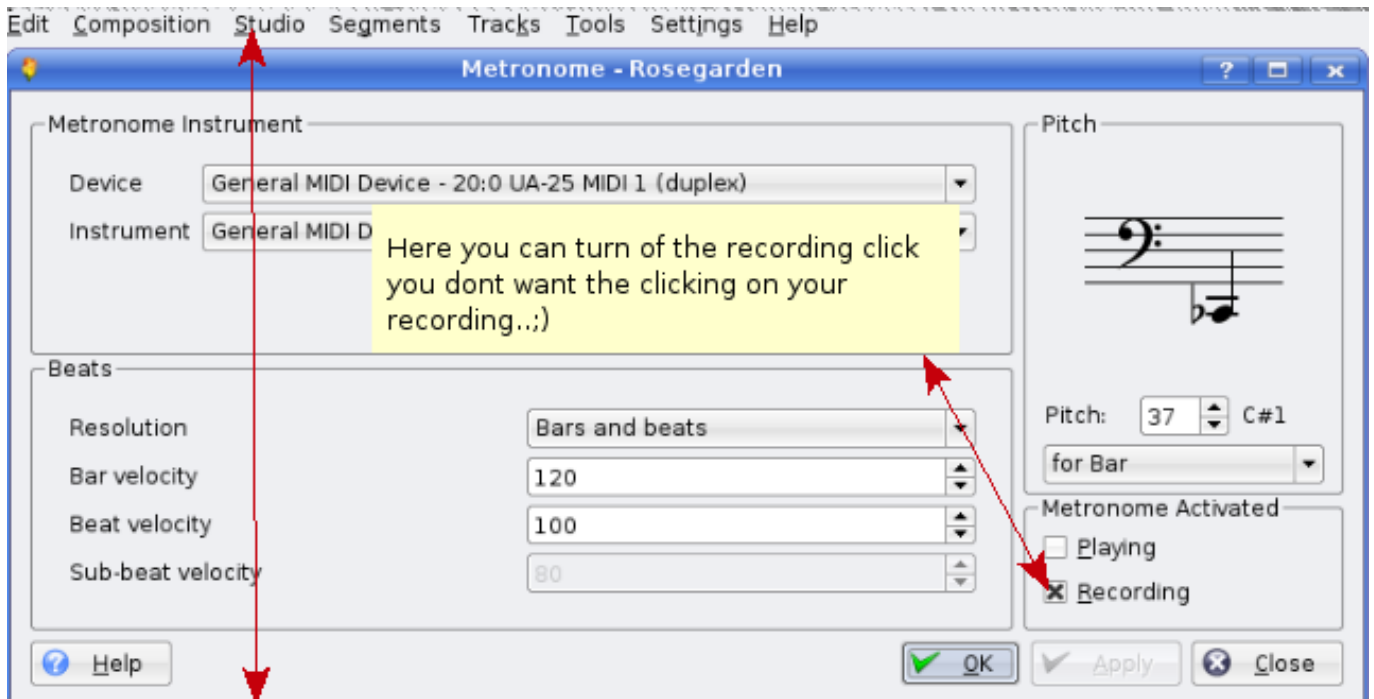 Edit Composition Studio Segments Tracks Tools Settings Help
Metronome - Rosegarden
Metronome Instrument
Device General MIDI Device - 20:0 UA-25 MIDI 1 (duplex)
Instrument General MIDI D
Here you can turn of the recording click
you dont want the clicking on your
recording..;)
Pitch
Pitch: 37 C#1
for Bar
Beats
Resolution Bars and beats
Bar velocity 120
Beat velocity 100
Sub-beat velocity 80
Metronome Activated
Playing
Recording
Help OK Apply Close